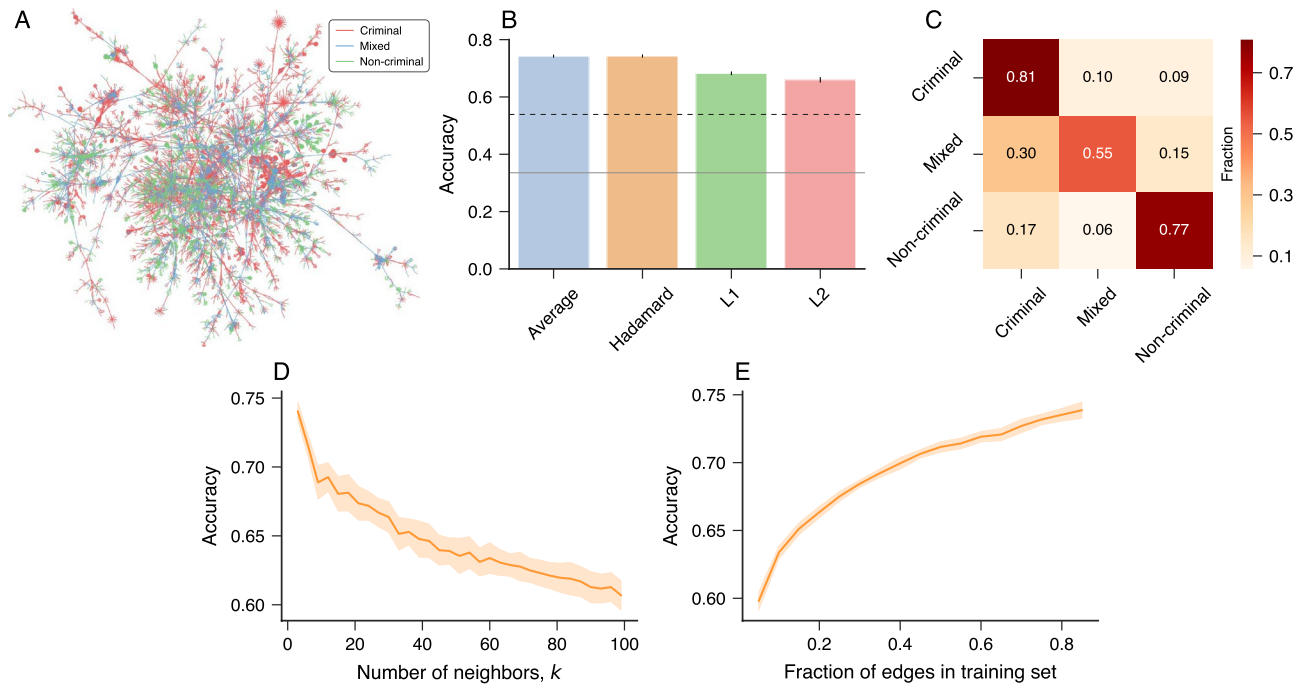 A
Criminal
Mixed
Non-criminal
B
Accuracy
0.8
0.6
0.4
0.2
0.0
Average
Hadamard
L1
L2
C
Criminal
Mixed
Non-criminal
0.81 0.10 0.09
0.30 0.55 0.15
0.17 0.06 0.77
Criminal
Mixed
Non-criminal
Fraction
0.7
0.5
0.3
0.1
D
Accuracy
0.75
0.70
0.65
0.60
0 20 40 60 80 100
Number of neighbors, k
E
Accuracy
0.75
0.70
0.65
0.60
0.2 0.4 0.6 0.8
Fraction of edges in training set